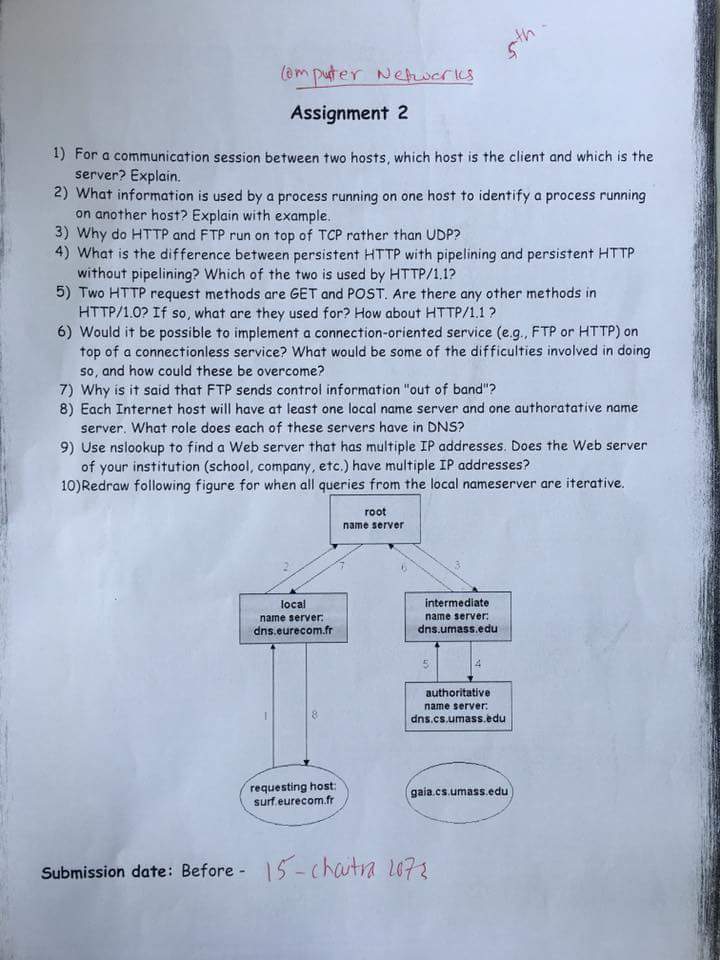 5th
Computer Networks
Assignment 2
1) For a communication session between two hosts, which host is the client and which is the
server? Explain.
2) What information is used by a process running on one host to identify a process running
on another host? Explain with example.
3) Why do HTTP and FTP run on top of TCP rather than UDP?
4) What is the difference between persistent HTTP with pipelining and persistent HTTP
without pipelining? Which of the two is used by HTTP/1.1?
5) Two HTTP request methods are GET and POST. Are there any other methods in
HTTP/1.0? If so, what are they used for? How about HTTP/1.1 ?
6) Would it be possible to implement a connection-oriented service (e.g., FTP or HTTP) on
top of a connectionless service? What would be some of the difficulties involved in doing
so, and how could these be overcome?
7) Why is it said that FTP sends control information "out of band"?
8) Each Internet host will have at least one local name server and one authoratative name
server. What role does each of these servers have in DNS?
9) Use nslookup to find a Web server that has multiple IP addresses. Does the Web server
of your institution (school, company, etc.) have multiple IP addresses?
10)Redraw following figure for when all queries from the local nameserver are iterative.
root
name server
2 7 6 3
local
name server:
dns.eurecom.fr
intermediate
name server:
dns.umass.edu
5 4
authoritative
name server:
dns.cs.umass.edu
1 8
requesting host:
surf.eurecom.fr
gaia.cs.umass.edu
Submission date: Before - 15 - chaitra 2073